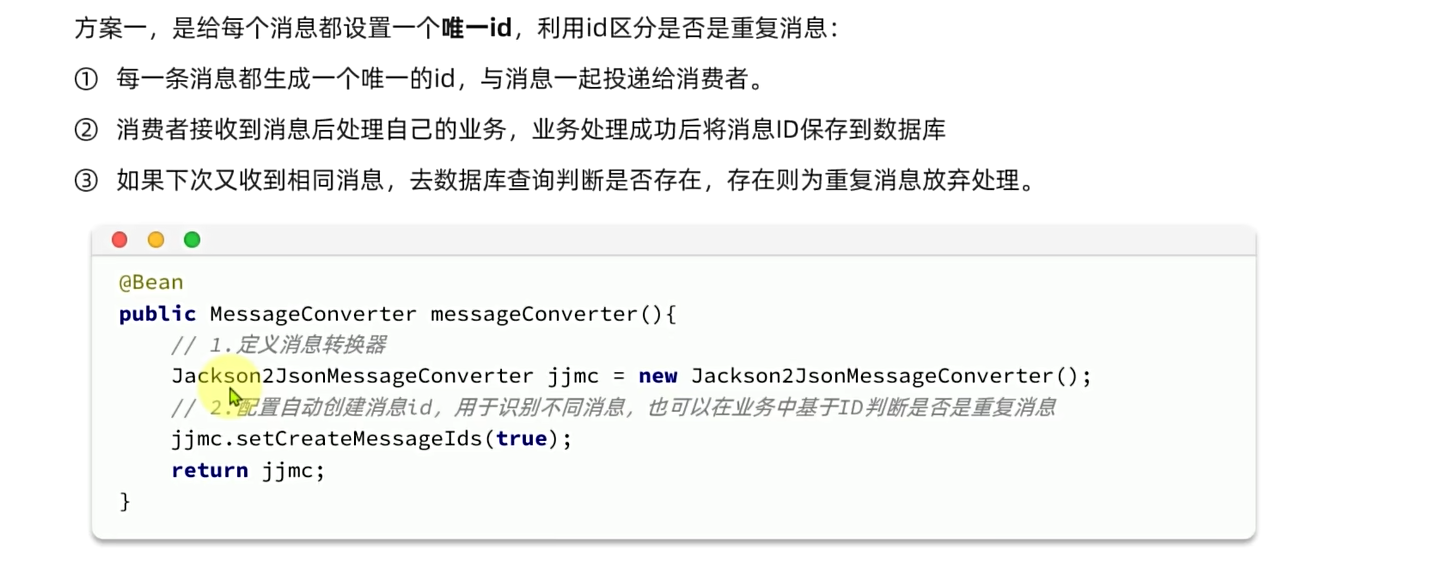 方案一，是给每个消息都设置一个唯一id，利用id区分是否是重复消息：
① 每一条消息都生成一个唯一的id，与消息一起投递给消费者。
② 消费者接收到消息后处理自己的业务，业务处理成功后将消息ID保存到数据库
③ 如果下次又收到相同消息，去数据库查询判断是否存在，存在则为重复消息放弃处理。
@Bean
public MessageConverter messageConverter(){
// 1.定义消息转换器
Jackson2JsonMessageConverter jjmc = new Jackson2JsonMessageConverter();
// 2.配置自动创建消息id，用于识别不同消息，也可以在业务中基于ID判断是否是重复消息
jjmc.setCreateMessageIds(true);
return jjmc;
}